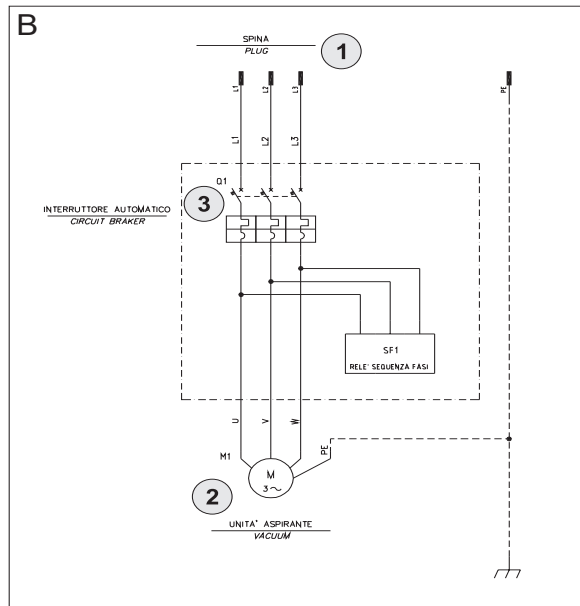 B
SPINA
PLUG
1
L1 L2 L3 PE
L1 L2 L3
Q1
3
INTERRUTTORE AUTOMATICO
CIRCUIT BRAKER
SF1
RELE' SEQUENZA FASI
U V W
PE
M1
M
3~
2
UNITA' ASPIRANTE
VACUUM